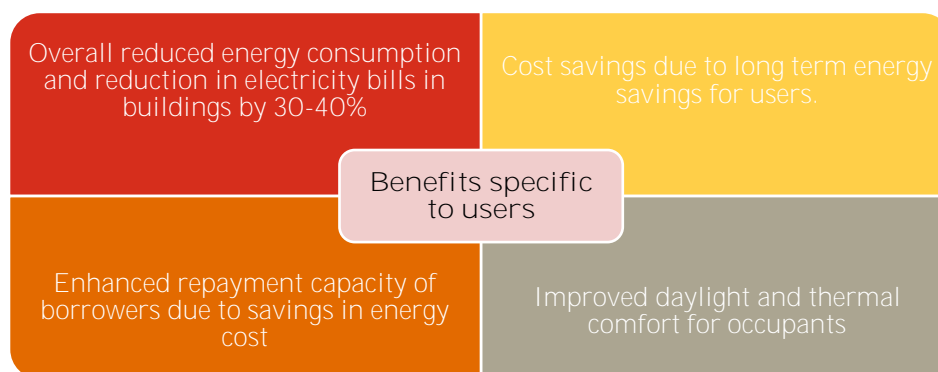 Overall reduced energy consumption
and reduction in electricity bills in
buildings by 30-40%
Cost savings due to long term energy
savings for users.
Benefits specific
to users
Enhanced repayment capacity of
borrowers due to savings in energy
cost
Improved daylight and thermal
comfort for occupants